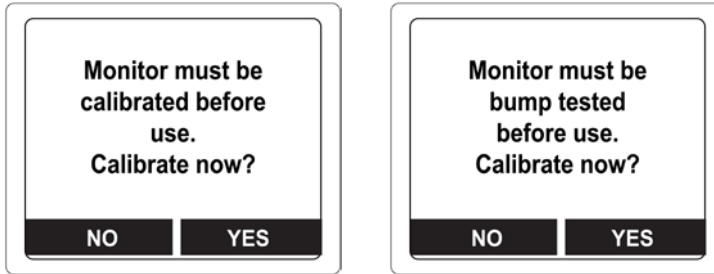 Monitor must be
calibrated before
use.
Calibrate now?
NO YES
Monitor must be
bump tested
before use.
Calibrate now?
NO YES